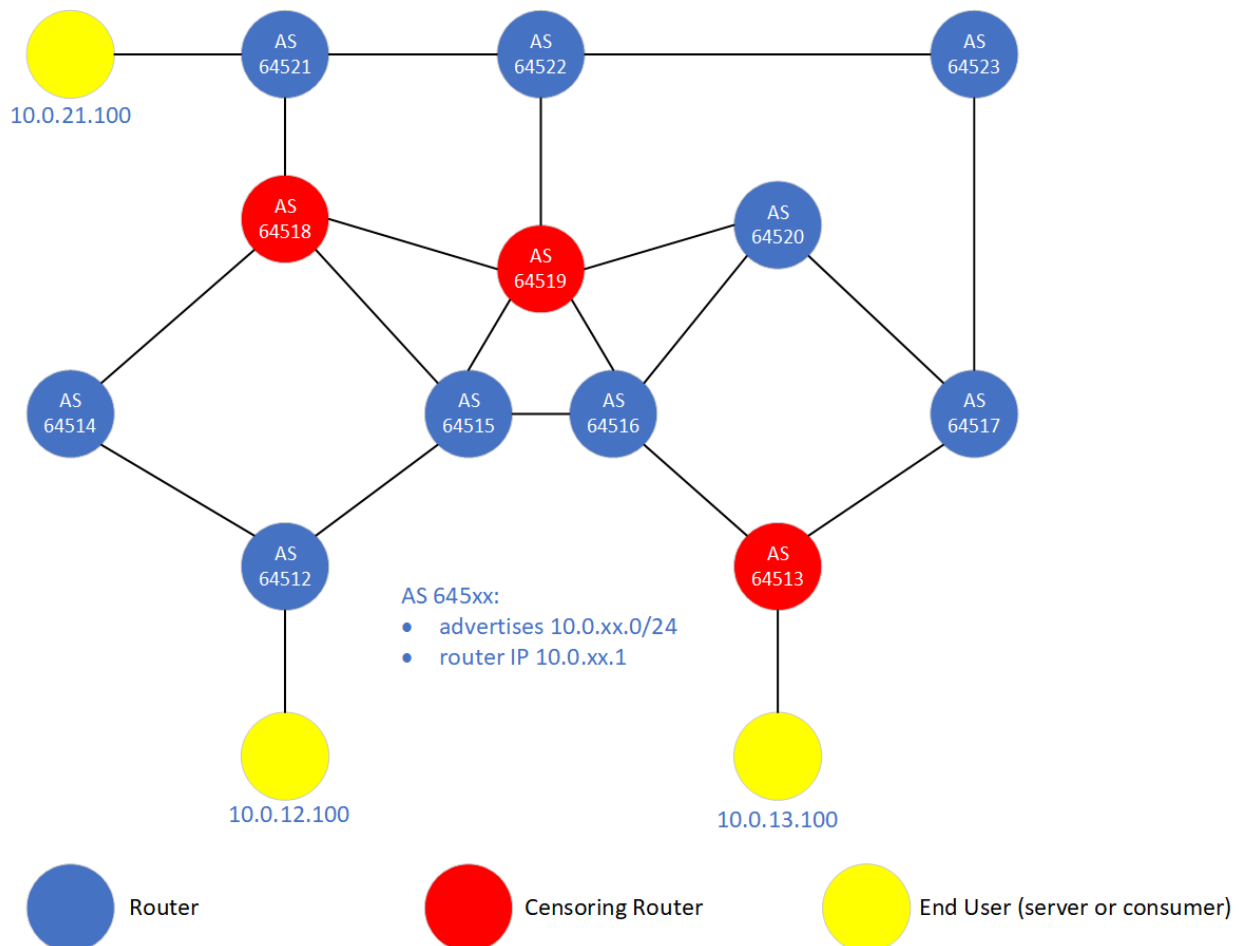 AS
64521
AS
64522
AS
64523
10.0.21.100
AS
64518
AS
64520
AS
64519
AS
64514
AS
64515
AS
64516
AS
64517
AS
64512
AS
64513
AS 645xx:
• advertises 10.0.xx.0/24
• router IP 10.0.xx.1
10.0.12.100
10.0.13.100
Router
Censoring Router
End User (server or consumer)